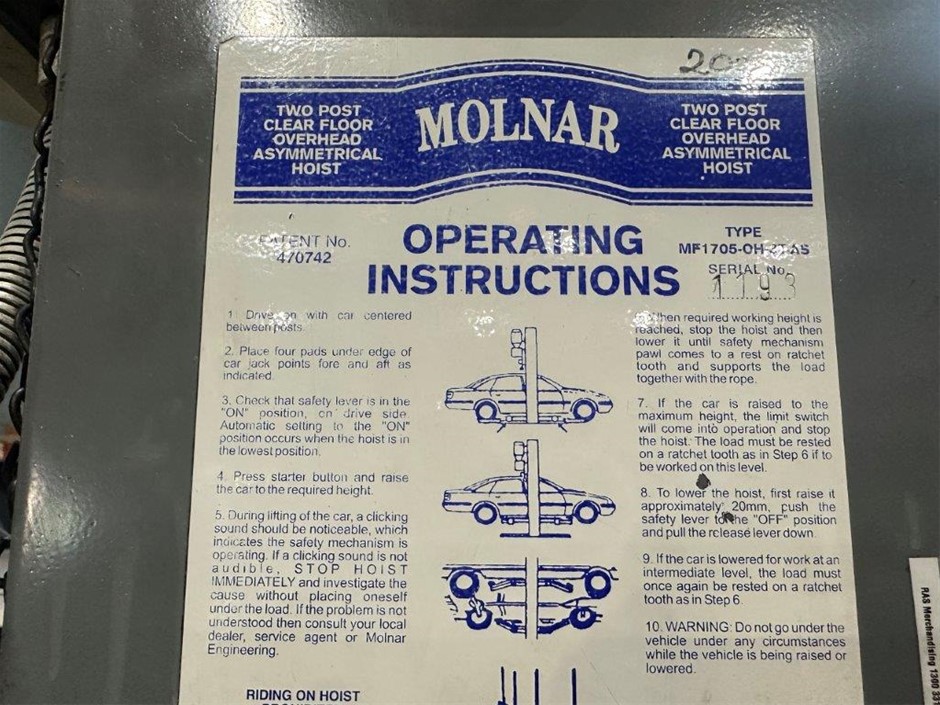 TWO POST
CLEAR FLOOR
OVERHEAD
ASYMMETRICAL
HOIST
MOLNAR
TWO POST
CLEAR FLOOR
OVERHEAD
ASYMMETRICAL
HOIST
PATENT No.
470742
OPERATING
INSTRUCTIONS
TYPE
SERIAL No.
1193
1. Drive on with car centered
between posts.
2. Place four pads under edge of
car jack points fore and aft as
indicated.
3. Check that safety lever is in the
"ON" position, on drive side.
Automatic setting to the "ON"
position occurs when the hoist is in
the lowest position.
4. Press starter button and raise
the car to the required height.
5. During lifting of the car, a clicking
sound should be noticeable, which
indicates the safety mechanism is
operating. If a clicking sound is not
audible, STOP HOIST
IMMEDIATELY and investigate the
cause without placing oneself
under the load. If the problem is not
understood then consult your local
dealer, service agent or Molnar
Engineering.
RIDING ON HOIST
When required working height is
reached, stop the hoist and then
lower it until safety mechanism
pawl comes to a rest on ratchet
tooth and supports the load
together with the rope.
7. If the car is raised to the
maximum height, the limit switch
will come into operation and stop
the hoist. The load must be rested
on a ratchet tooth as in Step 6 if to
be worked on this level.
8. To lower the hoist, first raise it
approximately 20mm, push the
safety lever to the "OFF" position
and pull the release lever down.
9. If the car is lowered for work at an
intermediate level, the load must
once again be rested on a ratchet
tooth as in Step 6.
10. WARNING: Do not go under the
vehicle under any circumstances
while the vehicle is being raised or
lowered.
RAS Merchandising 1300